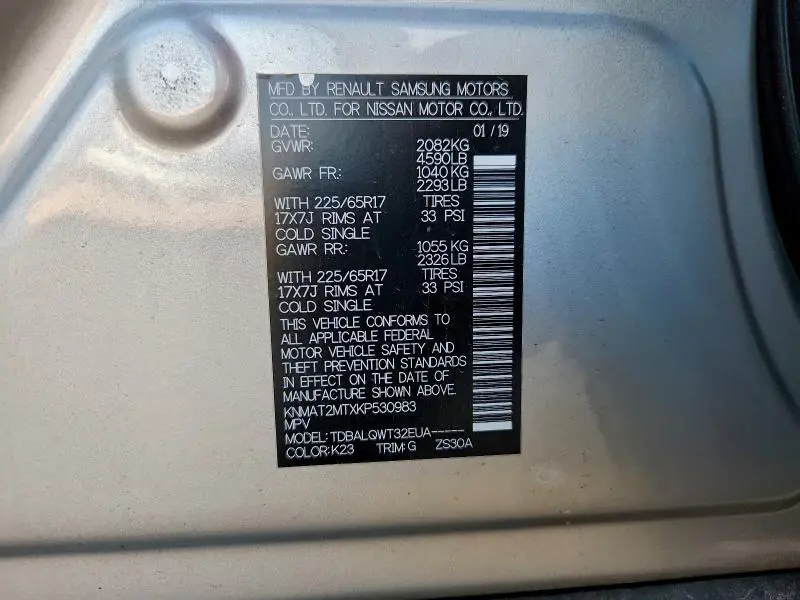 MFD BY RENAULT SAMSUNG MOTORS
CO., LTD. FOR NISSAN MOTOR CO., LTD.
DATE: 01 / 19
GVWR: 2082KG
4590LB
GAWR FR.: 1040 KG
2293LB
WITH 225/65R17 TIRES
17X7J RIMS AT 33 PSI
COLD SINGLE
GAWR RR.: 1055 KG
2326LB
WITH 225/65R17 TIRES
17X7J RIMS AT 33 PSI
COLD SINGLE
THIS VEHICLE CONFORMS TO
ALL APPLICABLE FEDERAL
MOTOR VEHICLE SAFETY AND
THEFT PREVENTION STANDARDS
IN EFFECT ON THE DATE OF
MANUFACTURE SHOWN ABOVE.
KNMAT2MTXKP530983
MPV
MODEL: TDBALQWT32EUA-----
COLOR: K23 TRIM: G ZS30A